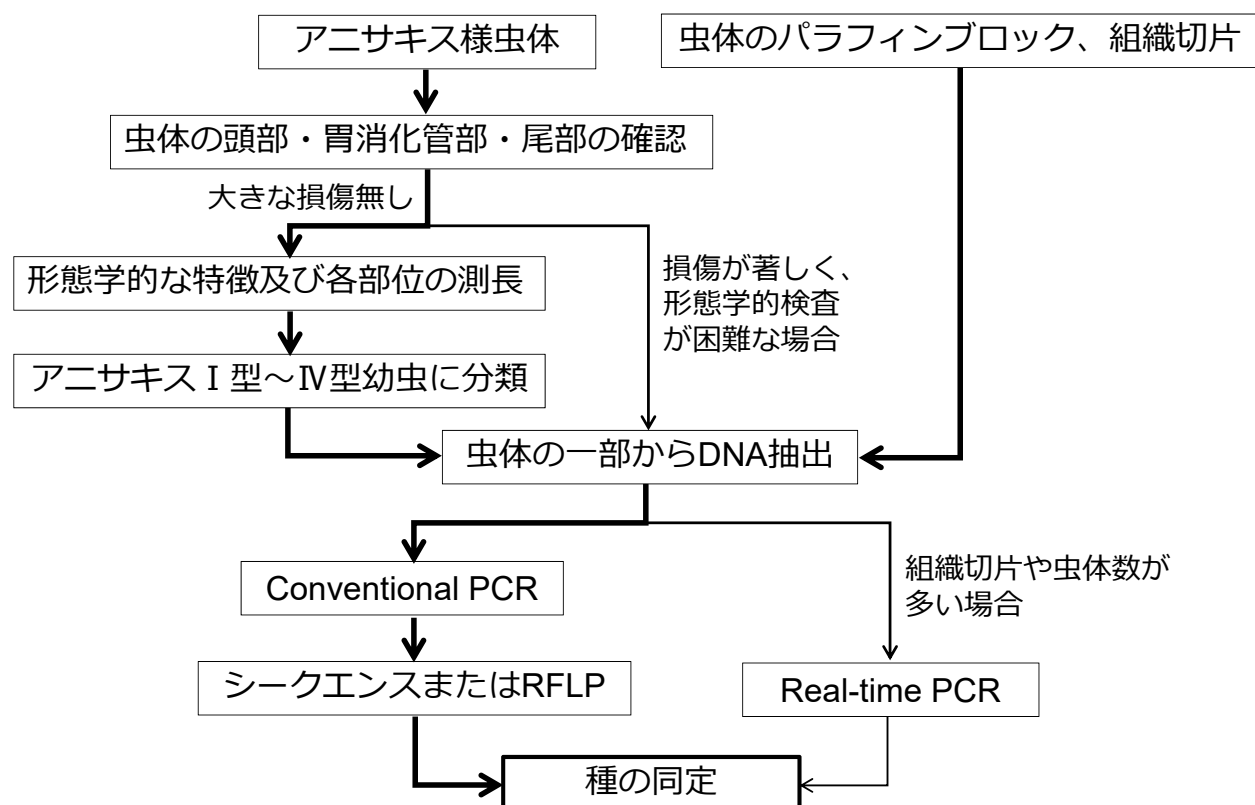 アニサキス様虫体
虫体のパラフィンブロック、組織切片
虫体の頭部・胃消化管部・尾部の確認
大きな損傷無し
形態学的な特徴及び各部位の測長
損傷が著しく、
形態学的検査
が困難な場合
アニサキスⅠ型～Ⅳ型幼虫に分類
虫体の一部からDNA抽出
Conventional PCR
組織切片や虫体数が
多い場合
シークエンスまたはRFLP
Real-time PCR
種の同定